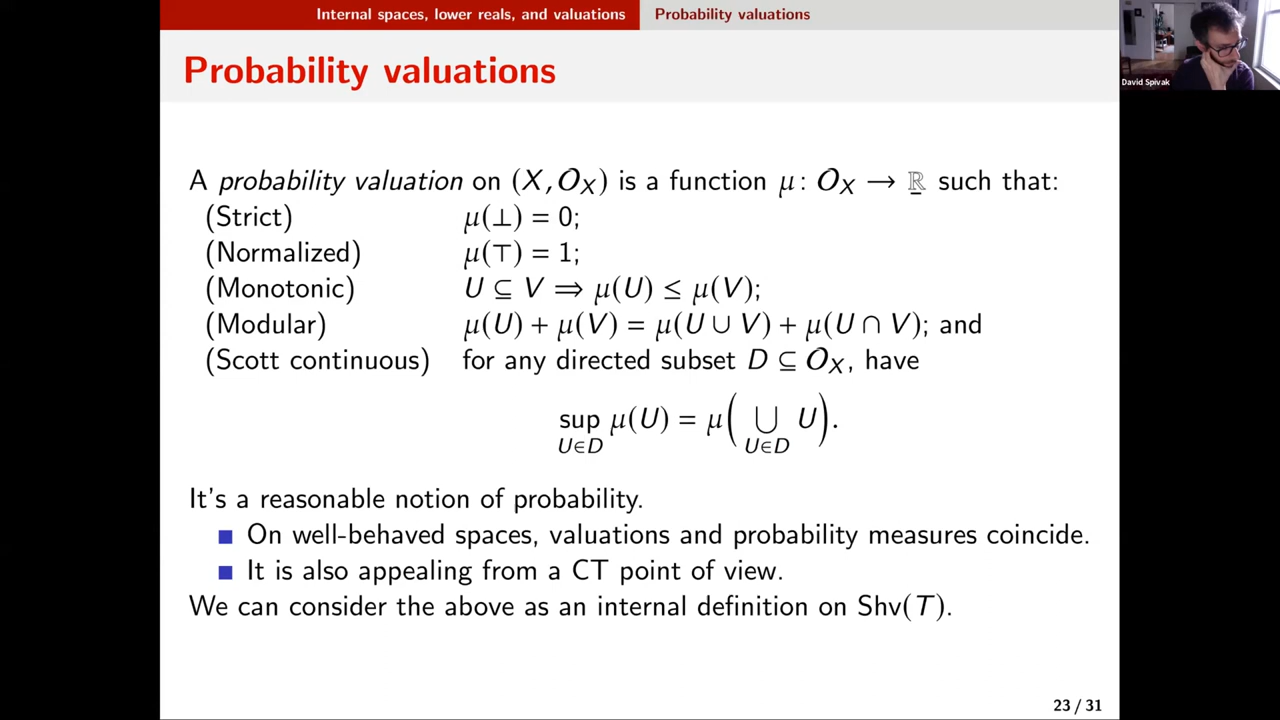 Internal spaces, lower reals, and valuations Probability valuations
David Spivak
Probability valuations
A probability valuation on (X, 𝒪_X) is a function μ: 𝒪_X → ℝ̲ such that:
(Strict) μ(⊥) = 0;
(Normalized) μ(⊤) = 1;
(Monotonic) U ⊆ V ⟹ μ(U) ≤ μ(V);
(Modular) μ(U) + μ(V) = μ(U ∪ V) + μ(U ∩ V); and
(Scott continuous) for any directed subset D ⊆ 𝒪_X, have
sup_{U∈D} μ(U) = μ(⋃_{U∈D} U).
It's a reasonable notion of probability.
■ On well-behaved spaces, valuations and probability measures coincide.
■ It is also appealing from a CT point of view.
We can consider the above as an internal definition on Shv(T).
23 / 31